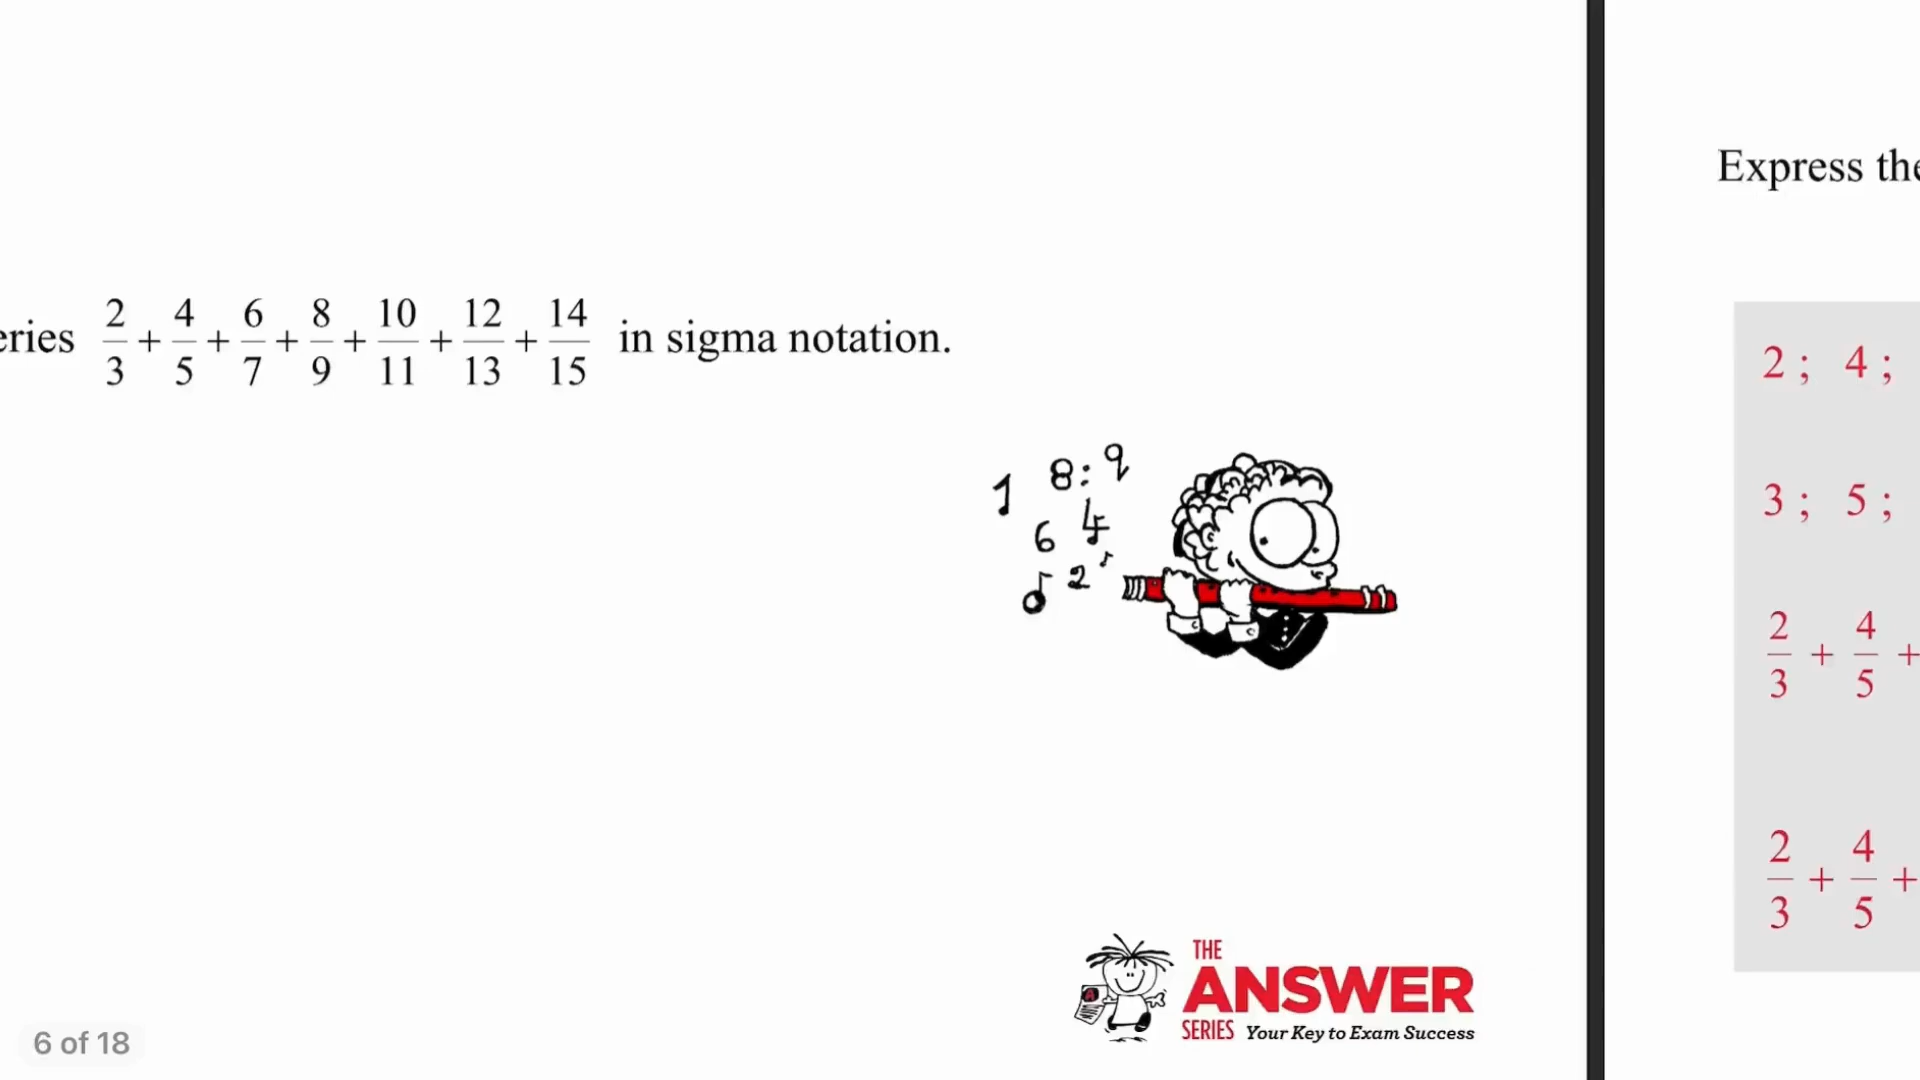 eries 2/3 + 4/5 + 6/7 + 8/9 + 10/11 + 12/13 + 14/15 in sigma notation.
1 8: 9
6 4
2
THE
ANSWER
SERIES Your Key to Exam Success
6 of 18
Express the
2 ; 4 ;
3 ; 5 ;
2/3 + 4/5 +
2/3 + 4/5 +